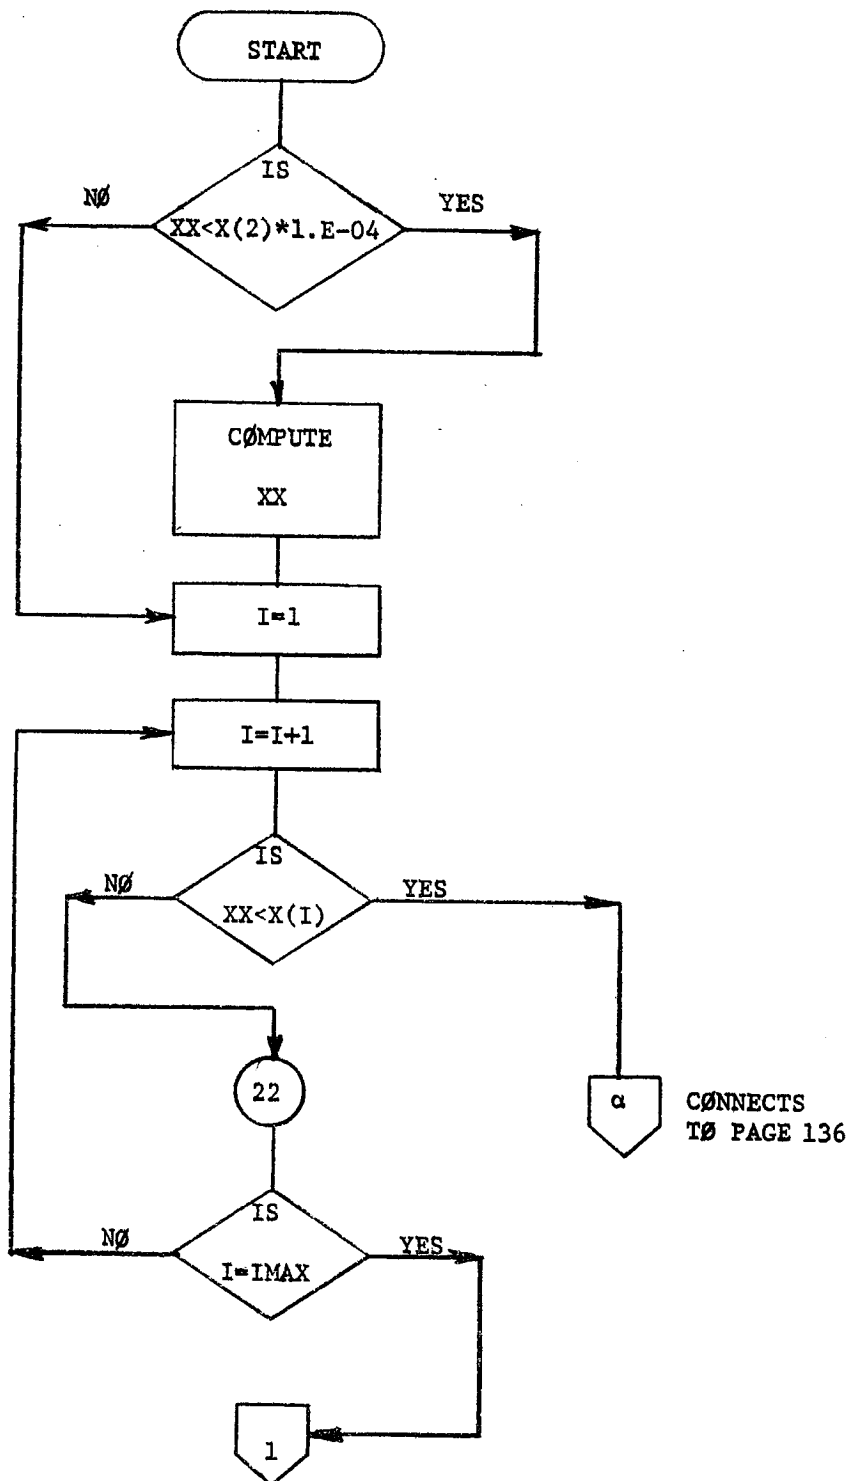 START
IS
XX<X(2)*1.E-04
NØ
YES
CØMPUTE
XX
I=1
I=I+1
IS
XX<X(I)
NØ
YES
22
α
CØNNECTS
TØ PAGE 136
IS
I=IMAX
NØ
YES
1